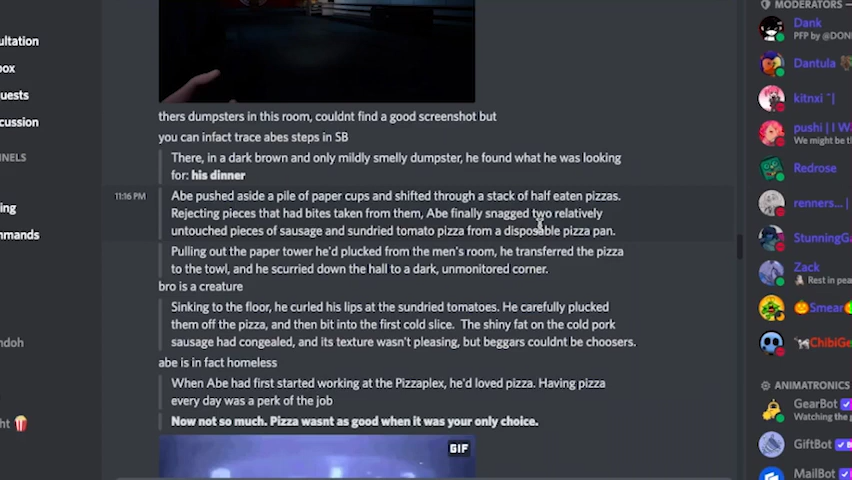 ultation
box
uests
cussion
NNELS
ing
mmands
ndoh
ht
thers dumpsters in this room, couldnt find a good screenshot but
you can infact trace abes steps in SB
There, in a dark brown and only mildly smelly dumpster, he found what he was looking
for: his dinner
11:16 PM
Abe pushed aside a pile of paper cups and shifted through a stack of half eaten pizzas.
Rejecting pieces that had bites taken from them, Abe finally snagged two relatively
untouched pieces of sausage and sundried tomato pizza from a disposable pizza pan.
Pulling out the paper tower he'd plucked from the men's room, he transferred the pizza
to the towl, and he scurried down the hall to a dark, unmonitored corner.
bro is a creature
Sinking to the floor, he curled his lips at the sundried tomatoes. He carefully plucked
them off the pizza, and then bit into the first cold slice. The shiny fat on the cold pork
sausage had congealed, and its texture wasn't pleasing, but beggars couldnt be choosers.
abe is in fact homeless
When Abe had first started working at the Pizzaplex, he'd loved pizza. Having pizza
every day was a perk of the job
Now not so much. Pizza wasnt as good when it was your only choice.
GIF
MODERATORS
Dank
PFP by @DON
Dantula
kitnxi ~|
pushi | I W
We might be th
Redrose
renners... |
StunningGa
Zack
Rest in pea
Smear
ChibiGe
ANIMATRONICS
GearBot
Watching the g
GiftBot
MailBot